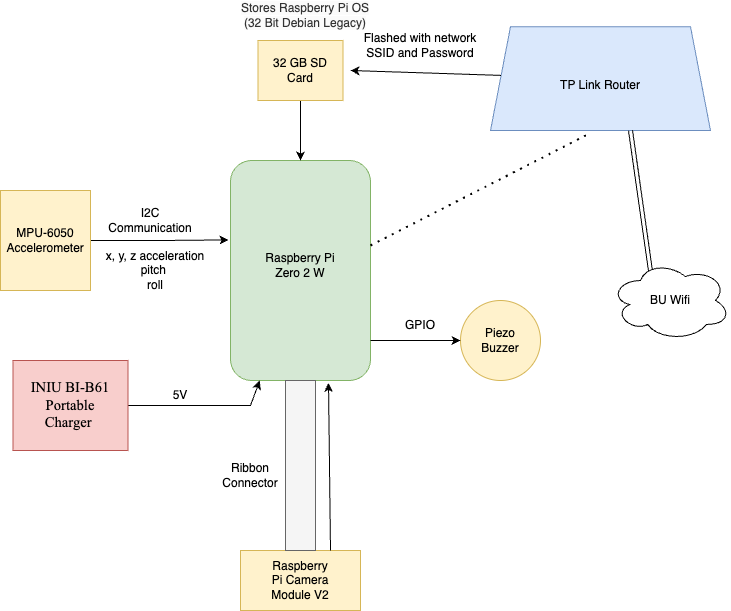 Stores Raspberry Pi OS
(32 Bit Debian Legacy)
32 GB SD
Card
Flashed with network
SSID and Password
TP Link Router
MPU-6050
Accelerometer
I2C
Communication
x, y, z acceleration
pitch
roll
Raspberry Pi
Zero 2 W
BU Wifi
GPIO
Piezo
Buzzer
INIU BI-B61
Portable
Charger
5V
Ribbon
Connector
Raspberry
Pi Camera
Module V2